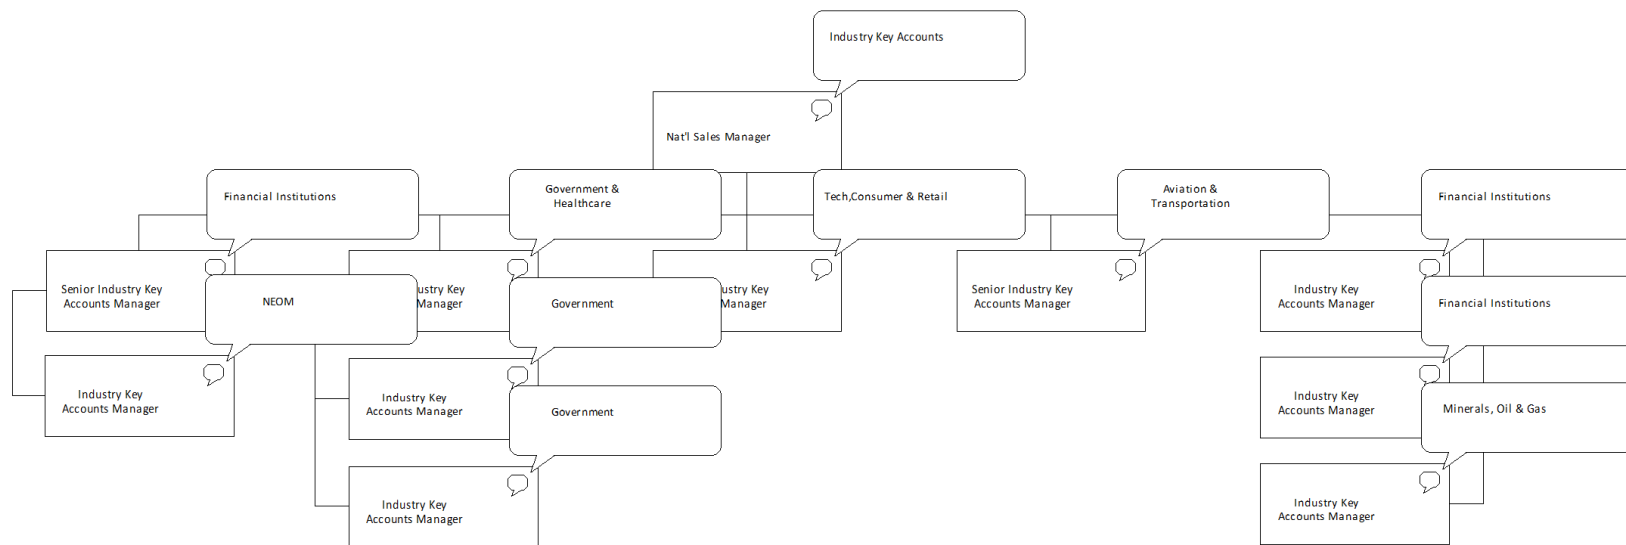 Industry Key Accounts
Nat'l Sales Manager
Financial Institutions
Government &
Healthcare
Tech,Consumer & Retail
Aviation &
Transportation
Financial Institutions
Senior Industry Key
Accounts Manager
Key
Manager
Key
Manager
Senior Industry Key
Accounts Manager
Industry Key
Accounts Manager
NEOM
Government
Financial Institutions
Industry Key
Accounts Manager
Industry Key
Accounts Manager
Industry Key
Accounts Manager
Government
Minerals, Oil & Gas
Industry Key
Accounts Manager
Industry Key
Accounts Manager